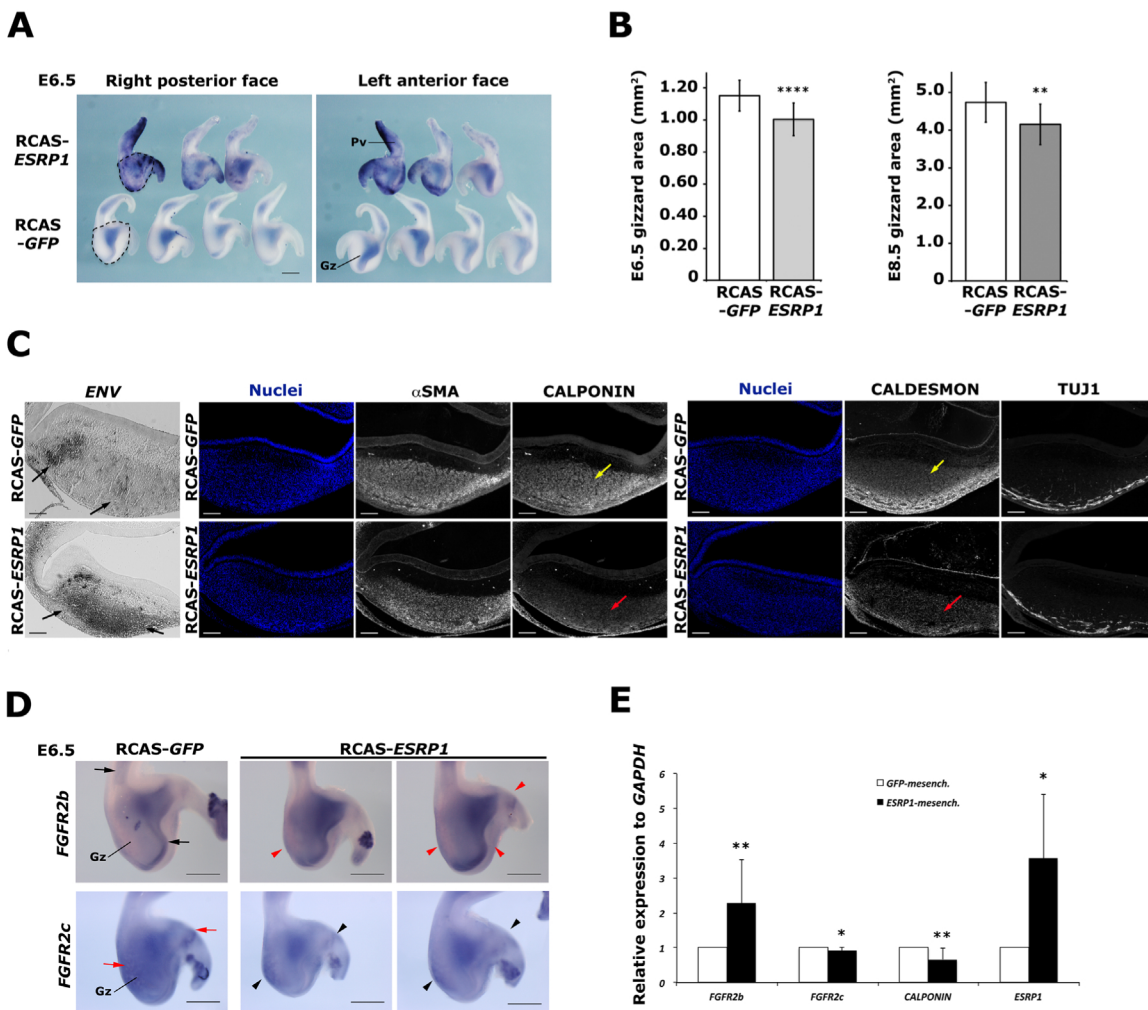 A
E6.5
Right posterior face
Left anterior face
RCAS-
ESRP1
Pv
RCAS
-GFP
Gz
B
E6.5 gizzard area (mm²)
1.20
1.00
0.80
0.60
0.40
0.20
0
****
RCAS
-GFP
RCAS-
ESRP1
E8.5 gizzard area (mm²)
5.0
4.0
3.0
2.0
1.0
0
**
RCAS
-GFP
RCAS-
ESRP1
C
ENV
Nuclei
αSMA
CALPONIN
Nuclei
CALDESMON
TUJ1
RCAS-GFP
RCAS-GFP
RCAS-GFP
RCAS-ESRP1
RCAS-ESRP1
RCAS-ESRP1
D
E6.5
RCAS-GFP
RCAS-ESRP1
FGFR2b
Gz
FGFR2c
Gz
E
Relative expression to GAPDH
6
5
4
3
2
1
0
GFP-mesench.
ESRP1-mesench.
**
*
**
*
FGFR2b
FGFR2c
CALPONIN
ESRP1